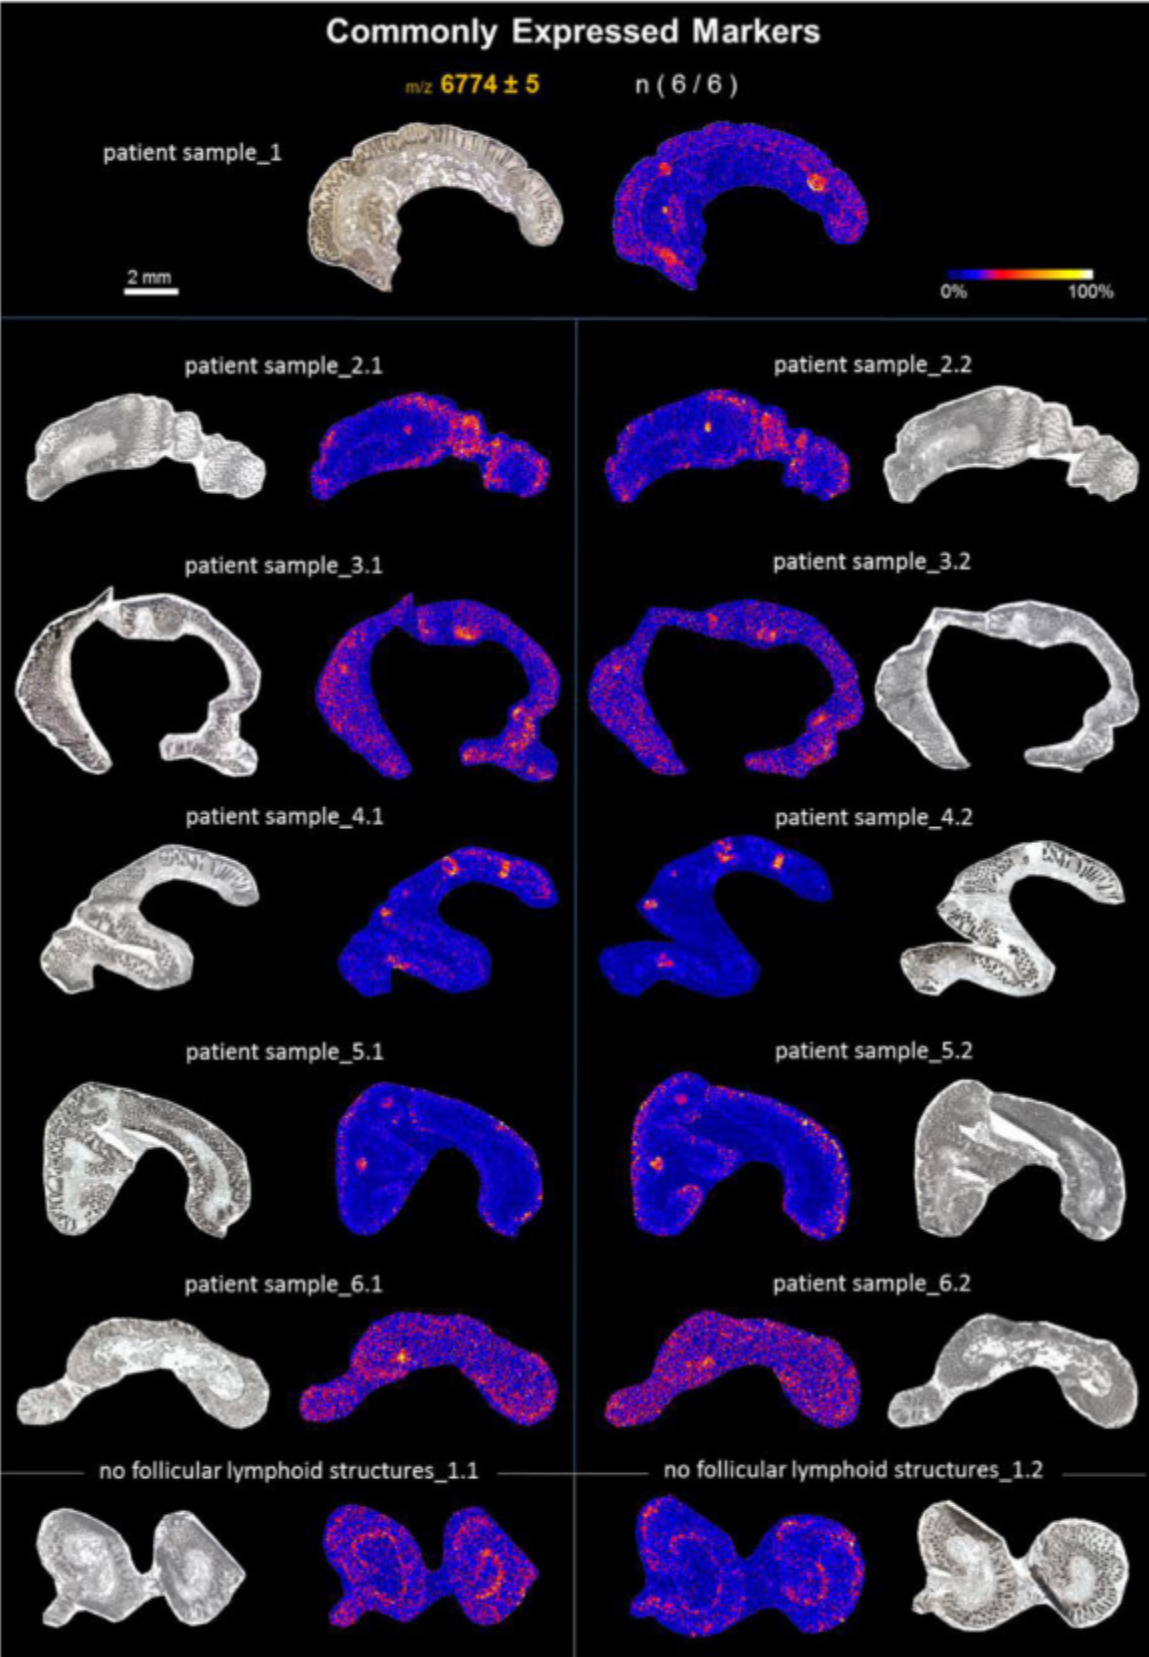 Commonly Expressed Markers
m/z 6774 ± 5 n ( 6 / 6 )
patient sample_1
2 mm
0% 100%
patient sample_2.1 patient sample_2.2
patient sample_3.1 patient sample_3.2
patient sample_4.1 patient sample_4.2
patient sample_5.1 patient sample_5.2
patient sample_6.1 patient sample_6.2
no follicular lymphoid structures_1.1 no follicular lymphoid structures_1.2